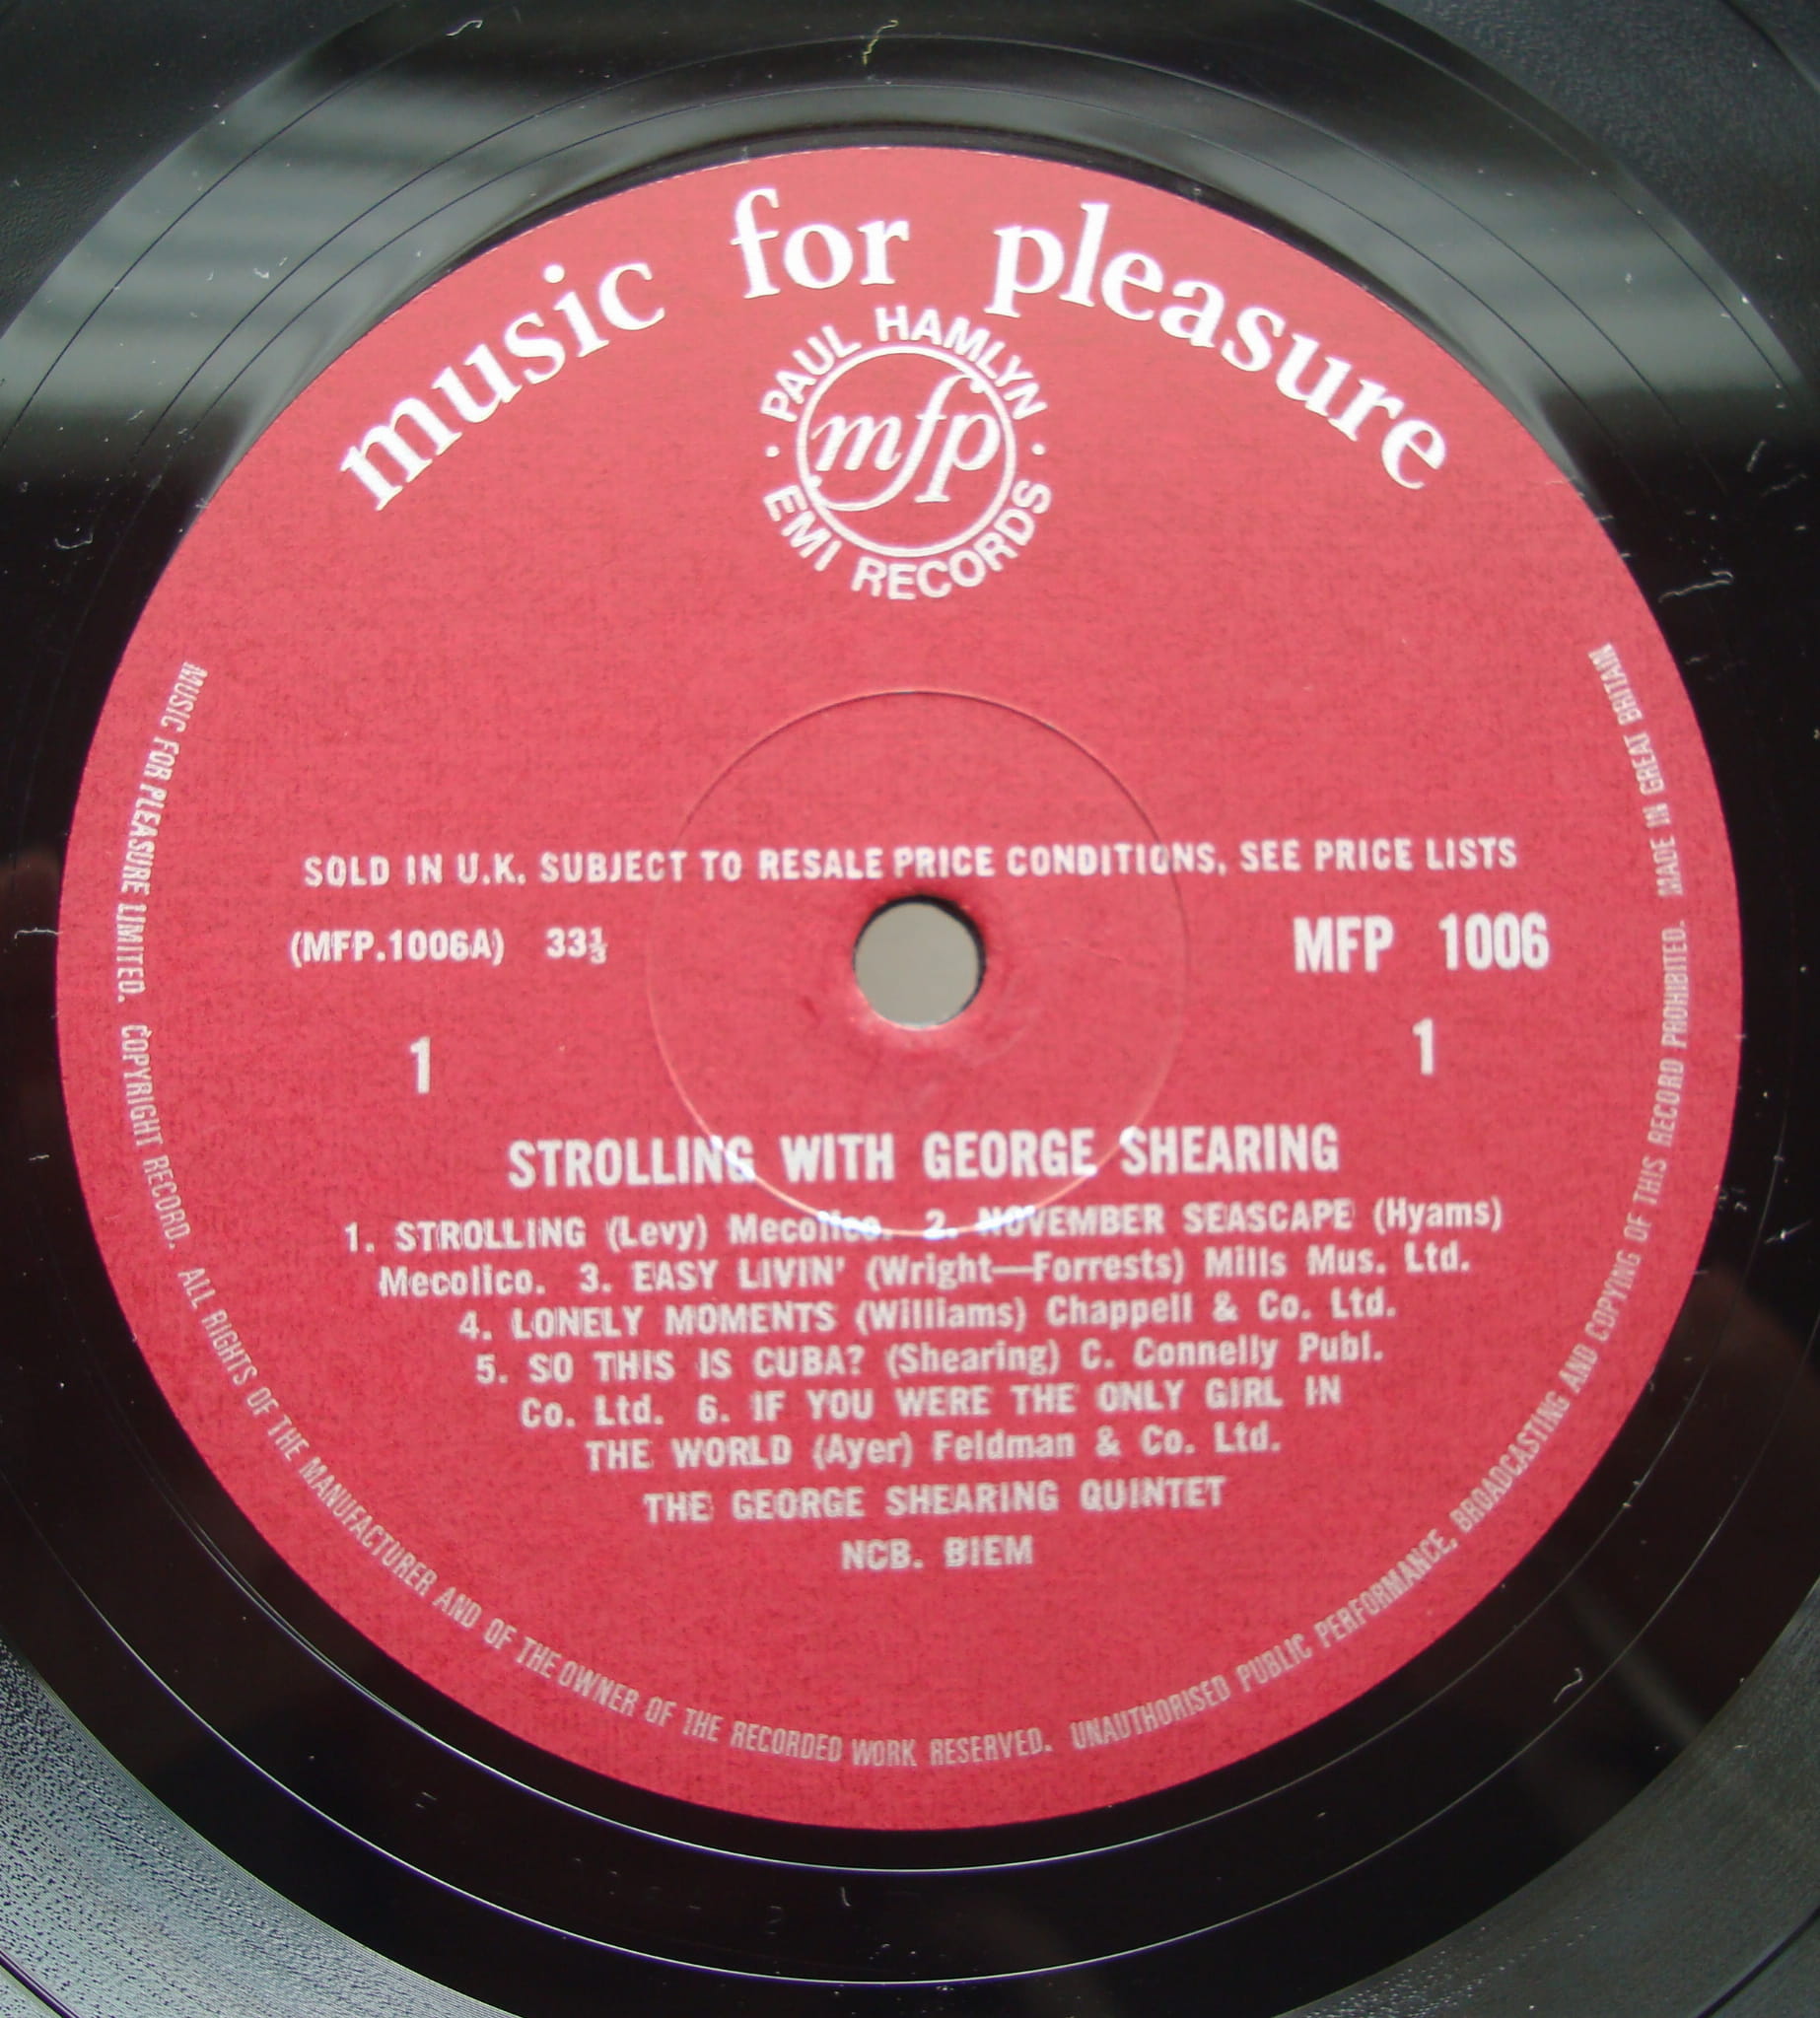 music for pleasure
PAUL HAMLYN
mfp
EMI RECORDS
SOLD IN U.K. SUBJECT TO RESALE PRICE CONDITIONS, SEE PRICE LISTS
(MFP.1006A) 33⅓
MFP 1006
1
1
STROLLING WITH GEORGE SHEARING
1. STROLLING (Levy) Mecolico. 2. NOVEMBER SEASCAPE (Hyams)
Mecolico. 3. EASY LIVIN' (Wright—Forrests) Mills Mus. Ltd.
4. LONELY MOMENTS (Williams) Chappell & Co. Ltd.
5. SO THIS IS CUBA? (Shearing) C. Connelly Publ.
Co. Ltd. 6. IF YOU WERE THE ONLY GIRL IN
THE WORLD (Ayer) Feldman & Co. Ltd.
THE GEORGE SHEARING QUINTET
NCB. BIEM
MUSIC FOR PLEASURE LIMITED. COPYRIGHT RECORD. ALL RIGHTS OF THE MANUFACTURER AND OF THE OWNER OF THE RECORDED WORK RESERVED. UNAUTHORISED PUBLIC PERFORMANCE, BROADCASTING AND COPYING OF THIS RECORD PROHIBITED. MADE IN GREAT BRITAIN